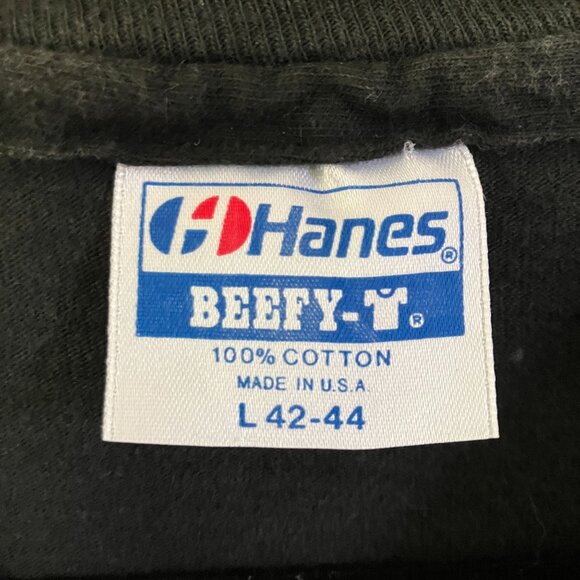 Hanes®
BEEFY-T®
100% COTTON
MADE IN U.S.A.
L 42-44